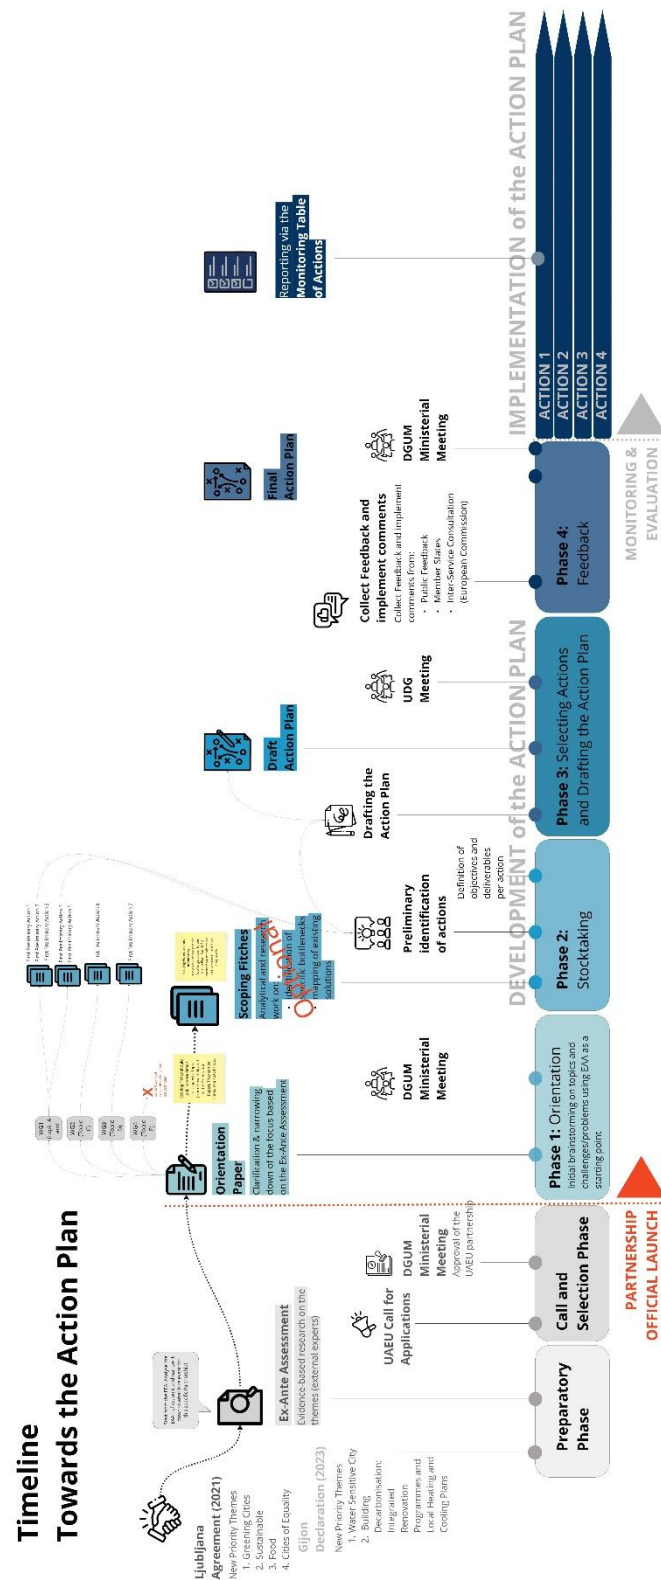 Timeline
Towards the Action Plan
Ljubljana
Agreement (2021)
New Priority Themes
1. Greening Cities
2. Sustainable
3. Food
4. Cities of Equality
Gijon
Declaration (2023)
New Priority Themes
1. Water Sensitive City
2. Building
Decarbonisation:
Integrated
Renovation
Programmes and
Local Heating and
Cooling Plans
Ex-Ante Assessment
Evidence-based research on the
themes (external experts)
UAEU Call for
Applications
DGUM
Ministerial
Meeting
Approval of the
UAEU partnership
Orientation
Paper
Clarification & narrowing
down of the focus based
on the Ex-Ante Assessment
DGUM
Ministerial
Meeting
WG1
WG2
WG3
WG4
Scoping Fitches
Analytical and research
work on:
• identification of
specific bottlenecks
• mapping of existing
solutions
Optional
Preliminary
identification
of actions
Definition of
objectives and
deliverables
per action
Drafting the
Action Plan
Draft
Action Plan
UDG
Meeting
Collect Feedback and
implement comments
Collect Feedback and implement
comments from:
• Public Feedback
• Member States
• Inter-Service Consultation
(European Commission)
DGUM
Ministerial
Meeting
Final
Action Plan
Reporting via the
Monitoring Table
of Actions
DEVELOPMENT of the ACTION PLAN
IMPLEMENTATION of the ACTION PLAN
Preparatory
Phase
Call and
Selection Phase
Phase 1: Orientation
Initial brainstorming on topics and
challenges/problems using EAA as a
starting point
Phase 2:
Stocktaking
Phase 3: Selecting Actions
and Drafting the Action Plan
Phase 4:
Feedback
ACTION 1
ACTION 2
ACTION 3
ACTION 4
PARTNERSHIP
OFFICIAL LAUNCH
MONITORING &
EVALUATION